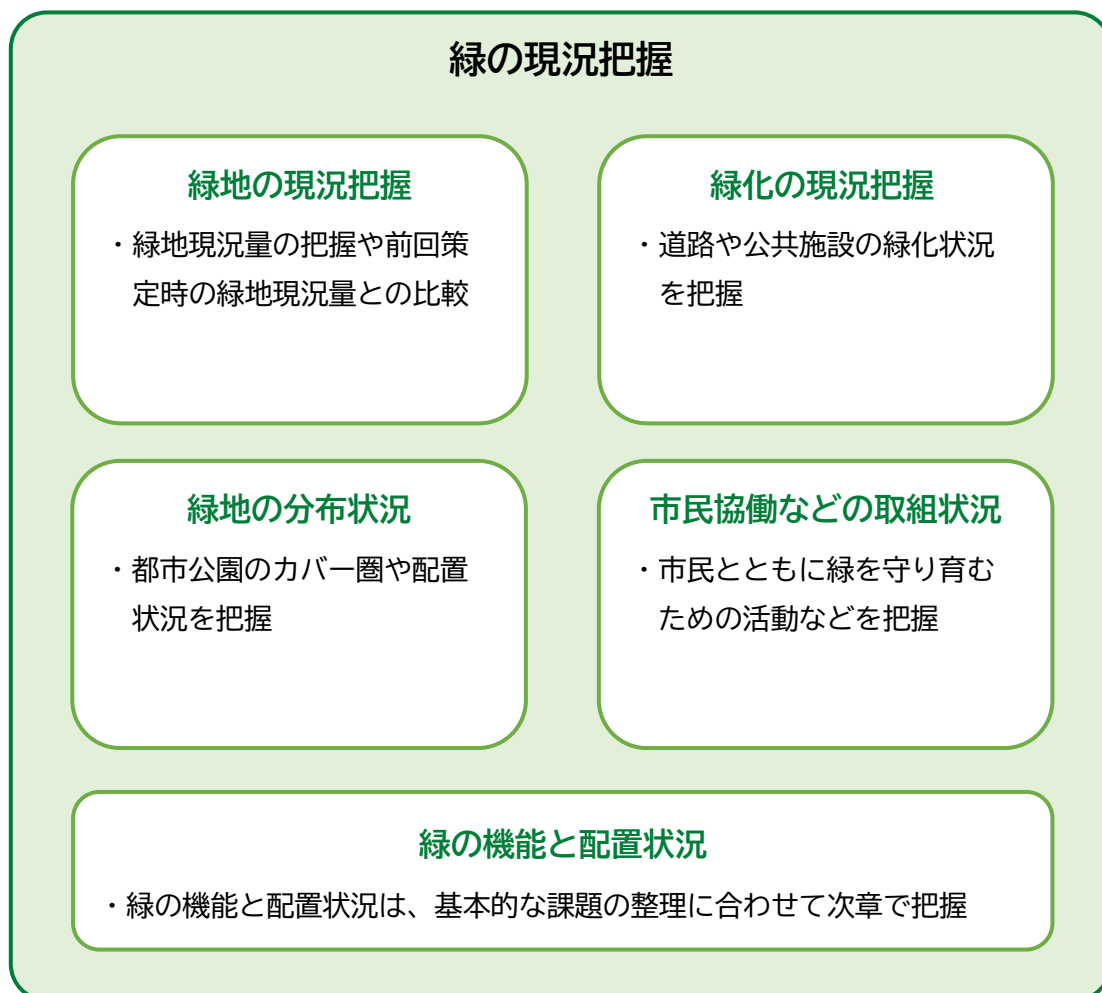 緑の現況把握
緑地の現況把握
・緑地現況量の把握や前回策
定時の緑地現況量との比較
緑化の現況把握
・道路や公共施設の緑化状況
を把握
緑地の分布状況
・都市公園のカバー圏や配置
状況を把握
市民協働などの取組状況
・市民とともに緑を守り育む
ための活動などを把握
緑の機能と配置状況
・緑の機能と配置状況は、基本的な課題の整理に合わせて次章で把握